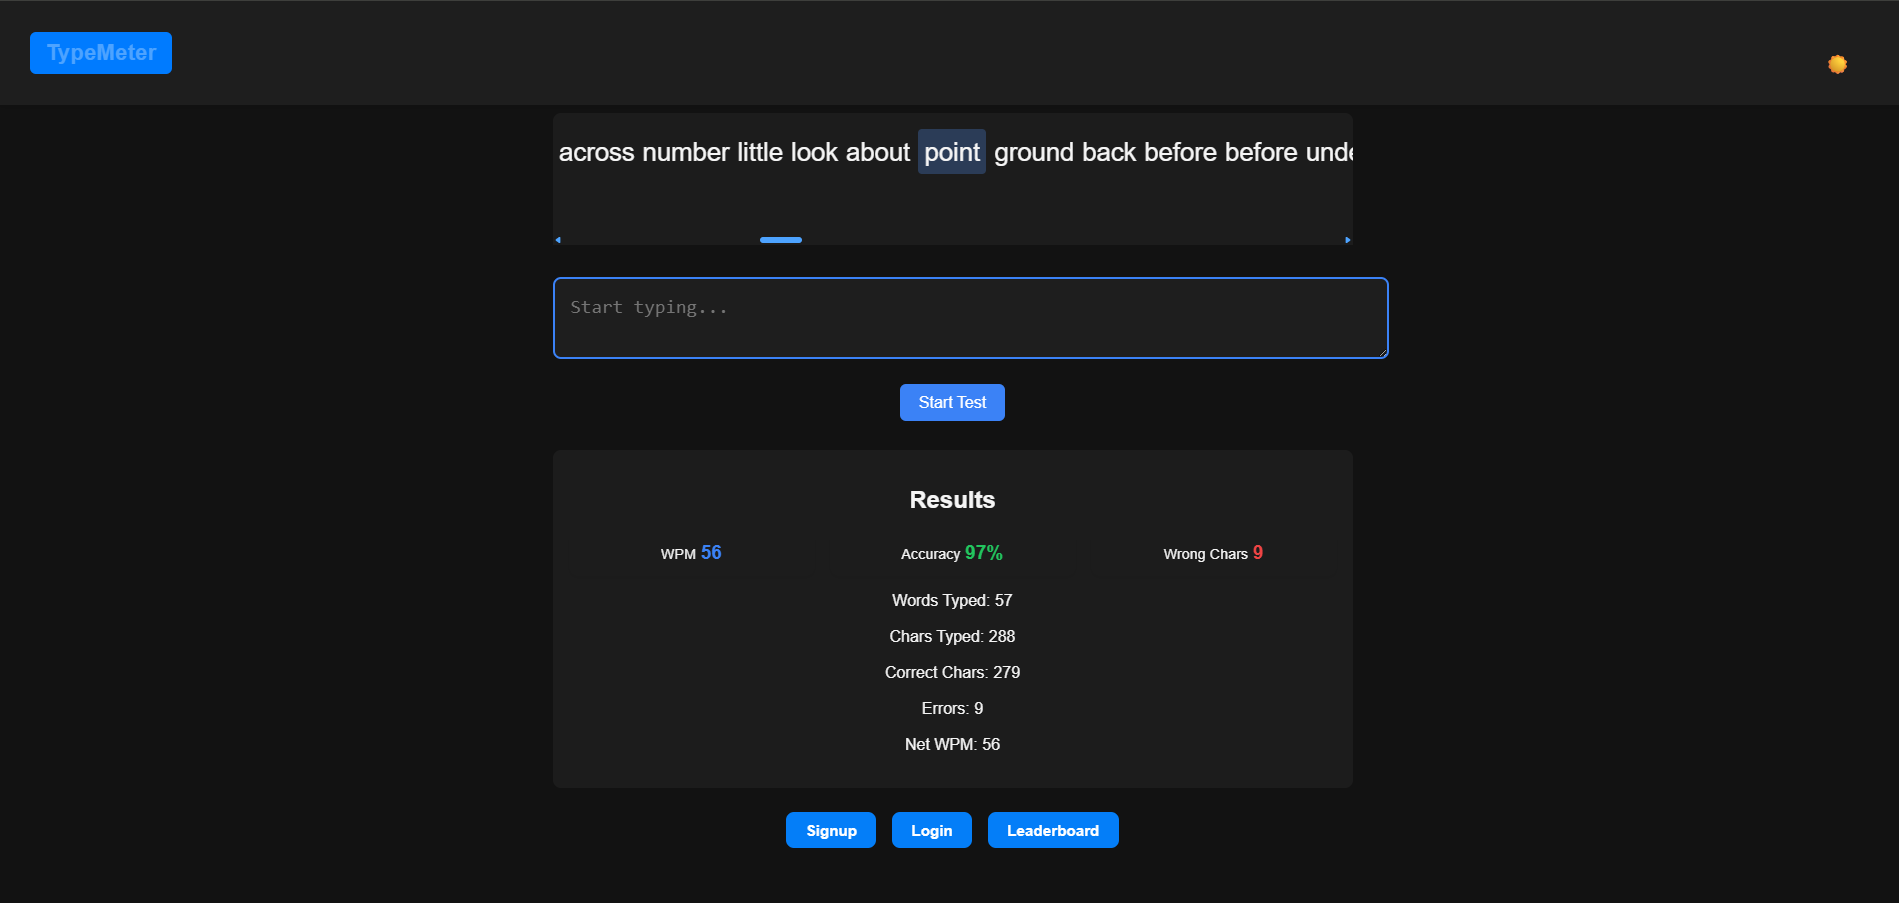 TypeMeter
across number little look about point ground back before before unde
Start typing...
Start Test
Results
WPM 56
Accuracy 97%
Wrong Chars 9
Words Typed: 57
Chars Typed: 288
Correct Chars: 279
Errors: 9
Net WPM: 56
Signup
Login
Leaderboard